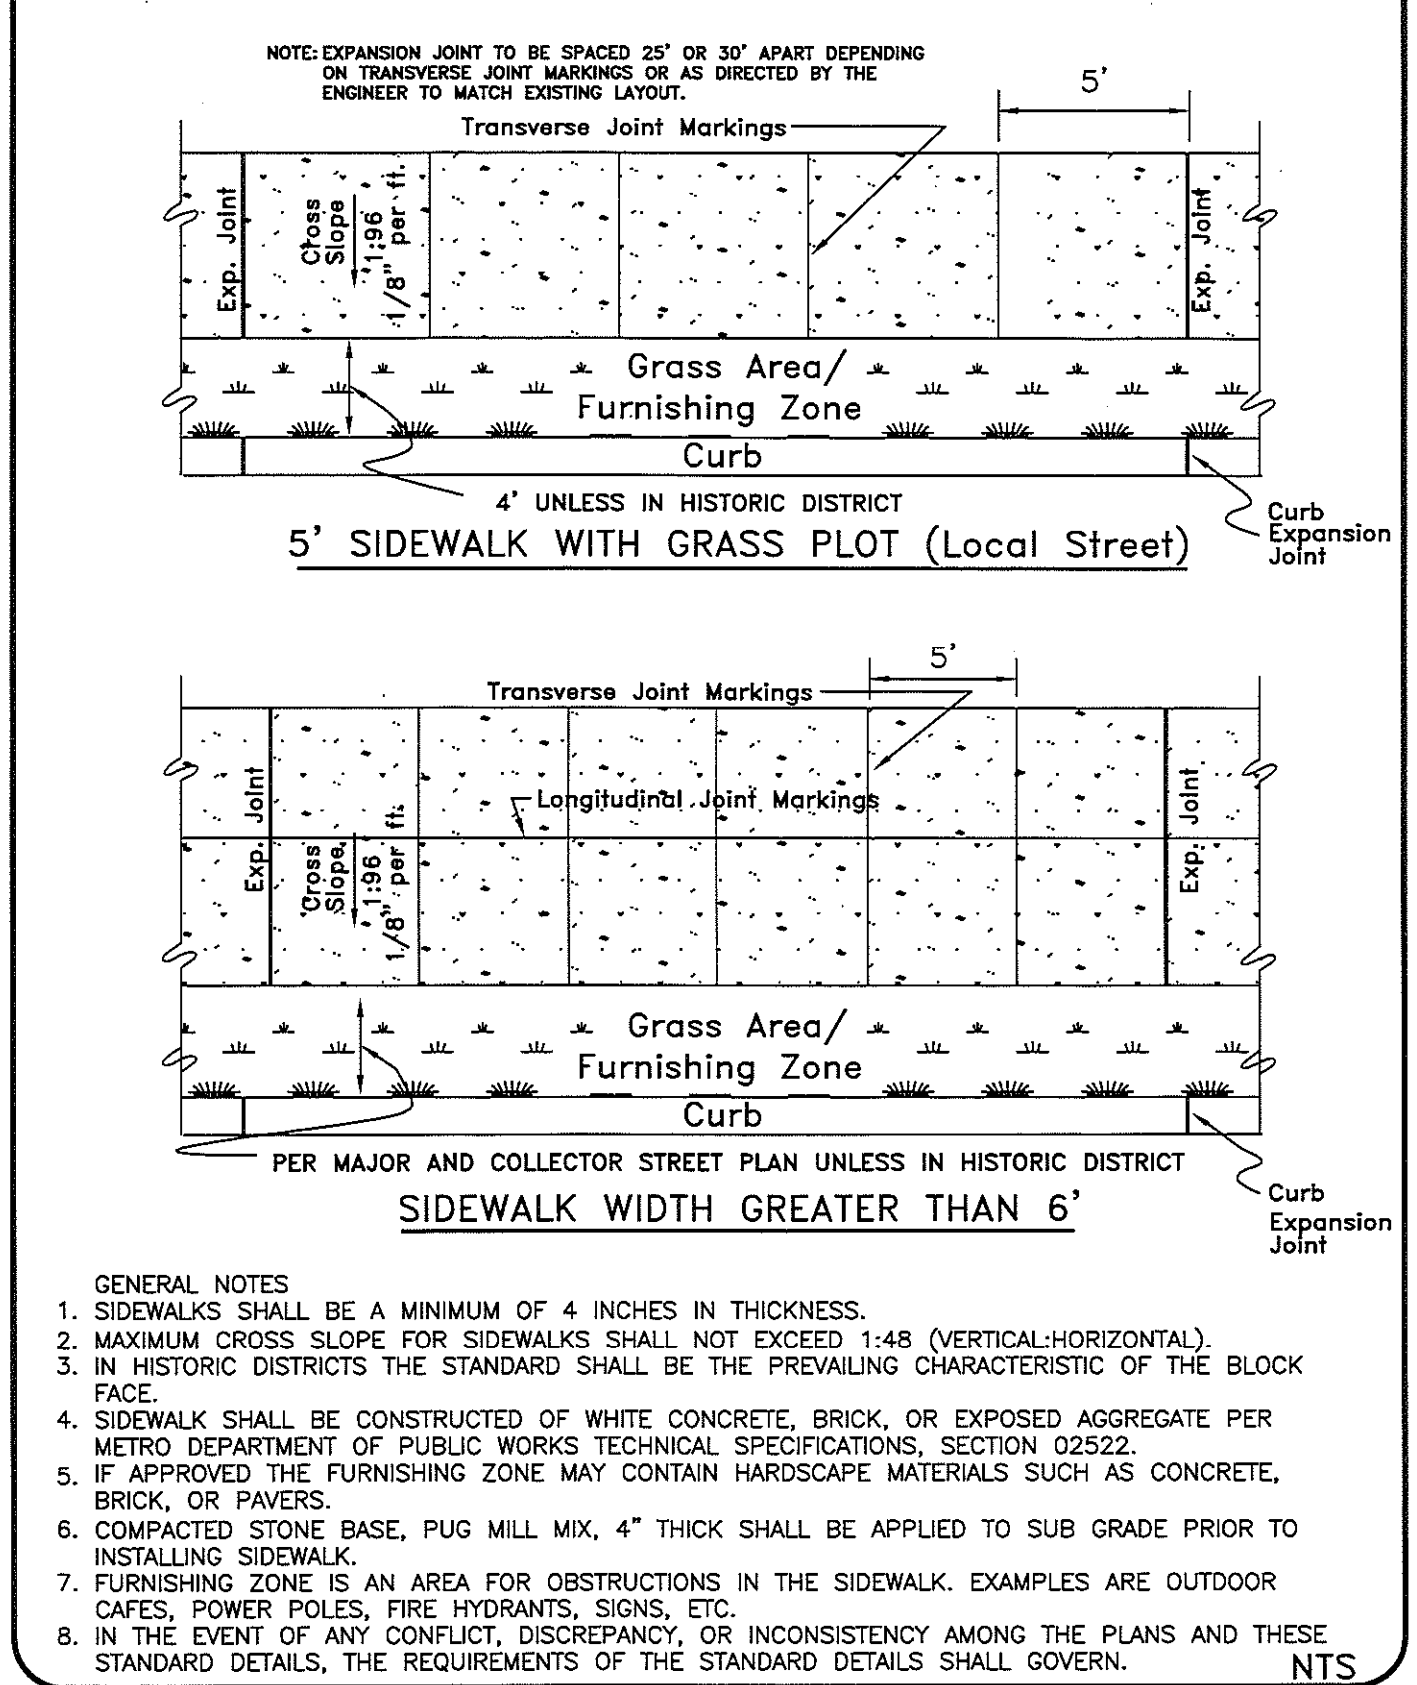 NOTE: EXPANSION JOINT TO BE SPACED 25' OR 30' APART DEPENDING
ON TRANSVERSE JOINT MARKINGS OR AS DIRECTED BY THE
ENGINEER TO MATCH EXISTING LAYOUT.
5'
Transverse Joint Markings
Exp. Joint
Cross
Slope
1:96
1/8" per ft.
Exp. Joint
Grass Area/
Furnishing Zone
Curb
4' UNLESS IN HISTORIC DISTRICT
Curb
Expansion
Joint
5' SIDEWALK WITH GRASS PLOT (Local Street)
5'
Transverse Joint Markings
Longitudinal Joint Markings
Exp. Joint
Cross
Slope
1:96
1/8" per ft.
Exp. Joint
Grass Area/
Furnishing Zone
Curb
PER MAJOR AND COLLECTOR STREET PLAN UNLESS IN HISTORIC DISTRICT
Curb
Expansion
Joint
SIDEWALK WIDTH GREATER THAN 6'
GENERAL NOTES
1. SIDEWALKS SHALL BE A MINIMUM OF 4 INCHES IN THICKNESS.
2. MAXIMUM CROSS SLOPE FOR SIDEWALKS SHALL NOT EXCEED 1:48 (VERTICAL:HORIZONTAL).
3. IN HISTORIC DISTRICTS THE STANDARD SHALL BE THE PREVAILING CHARACTERISTIC OF THE BLOCK
FACE.
4. SIDEWALK SHALL BE CONSTRUCTED OF WHITE CONCRETE, BRICK, OR EXPOSED AGGREGATE PER
METRO DEPARTMENT OF PUBLIC WORKS TECHNICAL SPECIFICATIONS, SECTION 02522.
5. IF APPROVED THE FURNISHING ZONE MAY CONTAIN HARDSCAPE MATERIALS SUCH AS CONCRETE,
BRICK, OR PAVERS.
6. COMPACTED STONE BASE, PUG MILL MIX, 4" THICK SHALL BE APPLIED TO SUB GRADE PRIOR TO
INSTALLING SIDEWALK.
7. FURNISHING ZONE IS AN AREA FOR OBSTRUCTIONS IN THE SIDEWALK. EXAMPLES ARE OUTDOOR
CAFES, POWER POLES, FIRE HYDRANTS, SIGNS, ETC.
8. IN THE EVENT OF ANY CONFLICT, DISCREPANCY, OR INCONSISTENCY AMONG THE PLANS AND THESE
STANDARD DETAILS, THE REQUIREMENTS OF THE STANDARD DETAILS SHALL GOVERN.
NTS